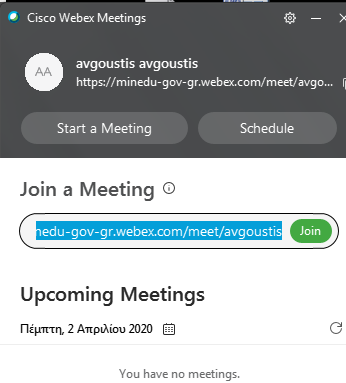 Cisco Webex Meetings
AA
avgoustis avgoustis
https://minedu-gov-gr.webex.com/meet/avgo...
Start a Meeting
Schedule
Join a Meeting
nedu-gov-gr.webex.com/meet/avgoustis
Join
Upcoming Meetings
Πέμπτη, 2 Απριλίου 2020
You have no meetings.